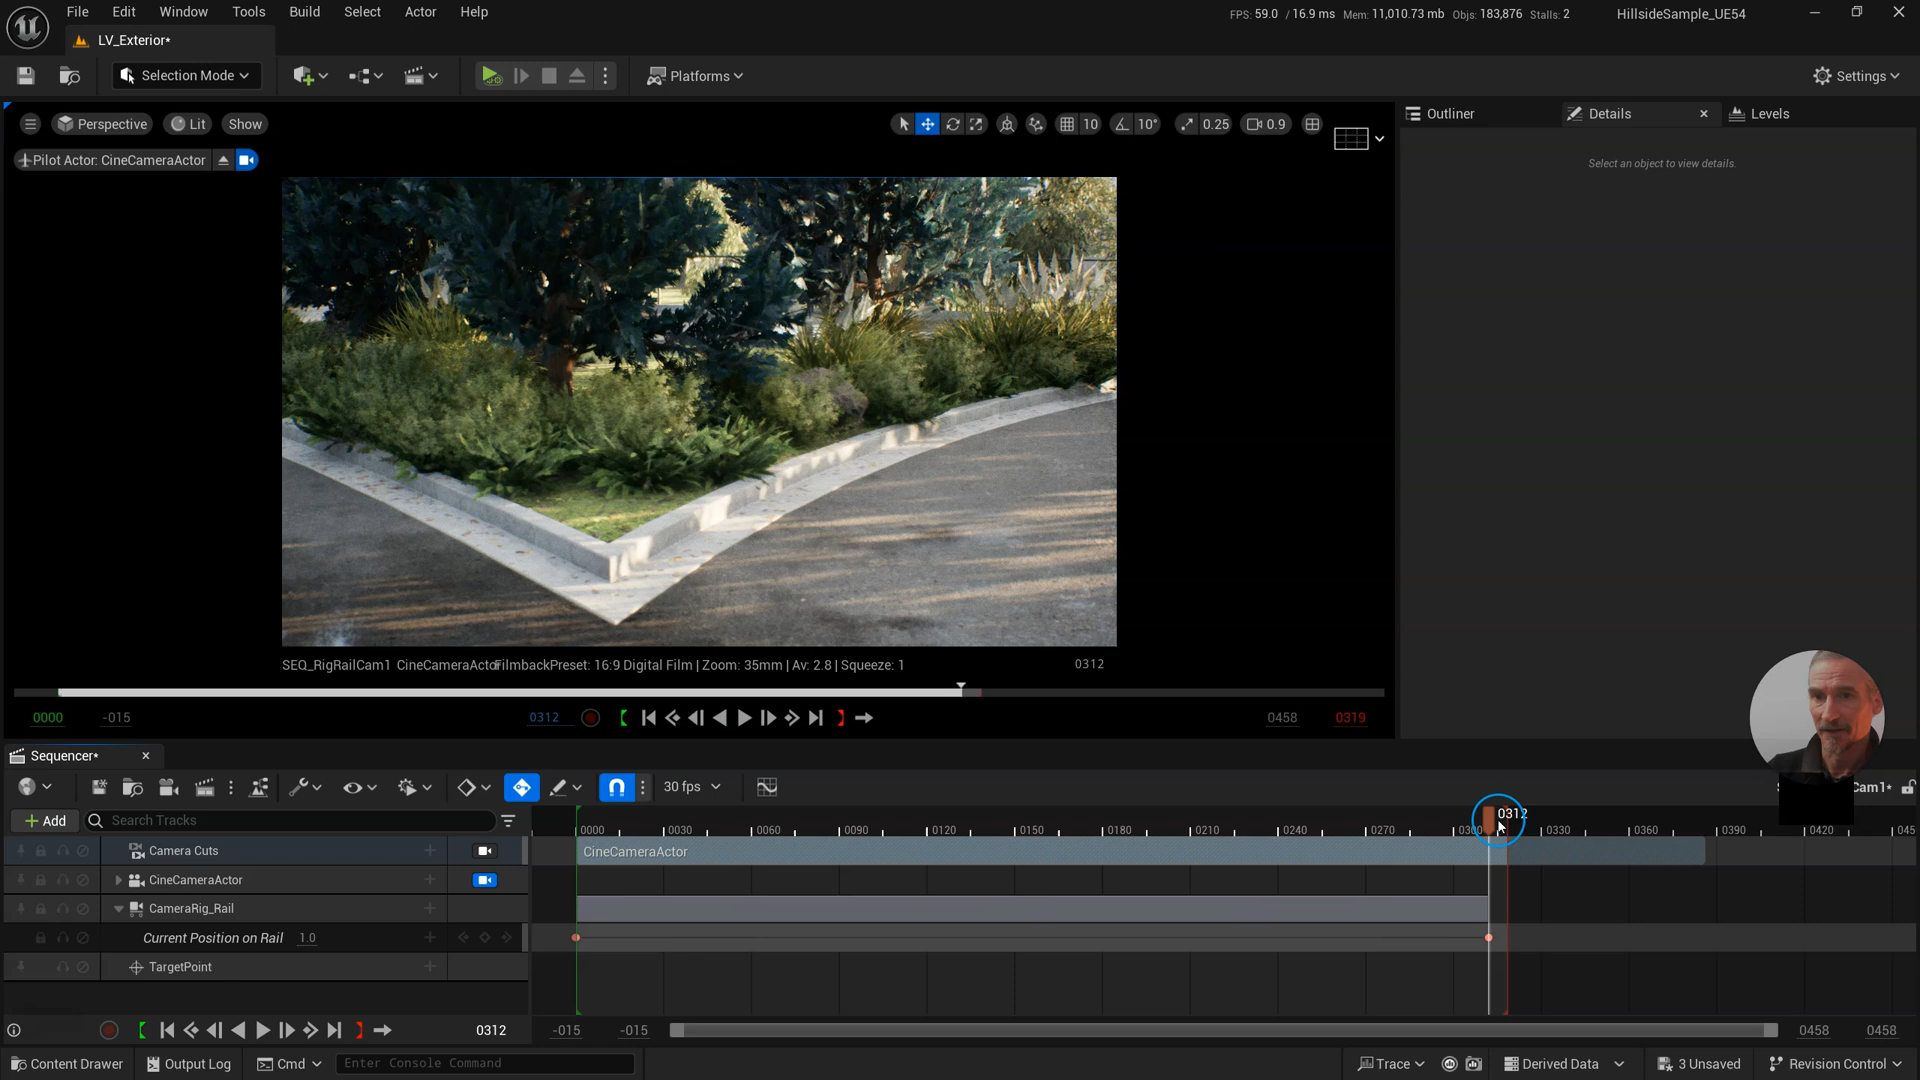 File Edit Window Tools Build Select Actor Help
FPS: 59.0 / 16.9 ms Mem: 11,010.73 mb Objs: 183,876 Stalls: 2 HillsideSample_UE54
LV_Exterior*
Selection Mode Platforms Settings
Perspective Lit Show 10 10° 0.25 0.9
Outliner Details Levels
Pilot Actor: CineCameraActor
Select an object to view details.
SEQ_RigRailCam1 CineCameraActor FilmbackPreset: 16:9 Digital Film | Zoom: 35mm | Av: 2.8 | Squeeze: 1 0312
0000 -015 0312 0458 0319
Sequencer*
30 fps Cam1*
Add Search Tracks
0312
0000 0030 0060 0090 0120 0150 0180 0210 0240 0270 0300 0330 0360 0390 0420 045
Camera Cuts CineCameraActor
CineCameraActor
CameraRig_Rail
Current Position on Rail 1.0
TargetPoint
0312 -015 -015 0458 0458
Content Drawer Output Log Cmd Enter Console Command Trace Derived Data 3 Unsaved Revision Control